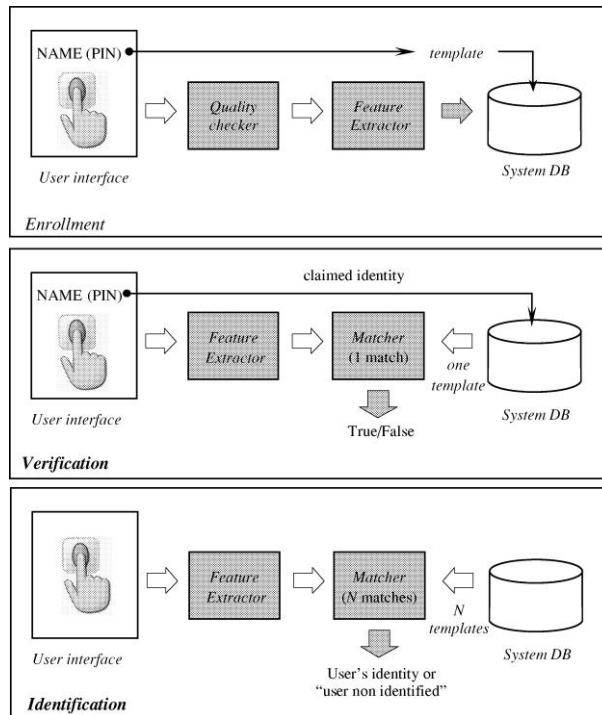 NAME (PIN)
template
Quality
checker
Feature
Extractor
User interface
System DB
Enrollment
claimed identity
NAME (PIN)
Feature
Extractor
Matcher
(1 match)
one
template
User interface
True/False
System DB
Verification
Feature
Extractor
Matcher
(N matches)
N
templates
User interface
System DB
User's identity or
“user non identified”
Identification